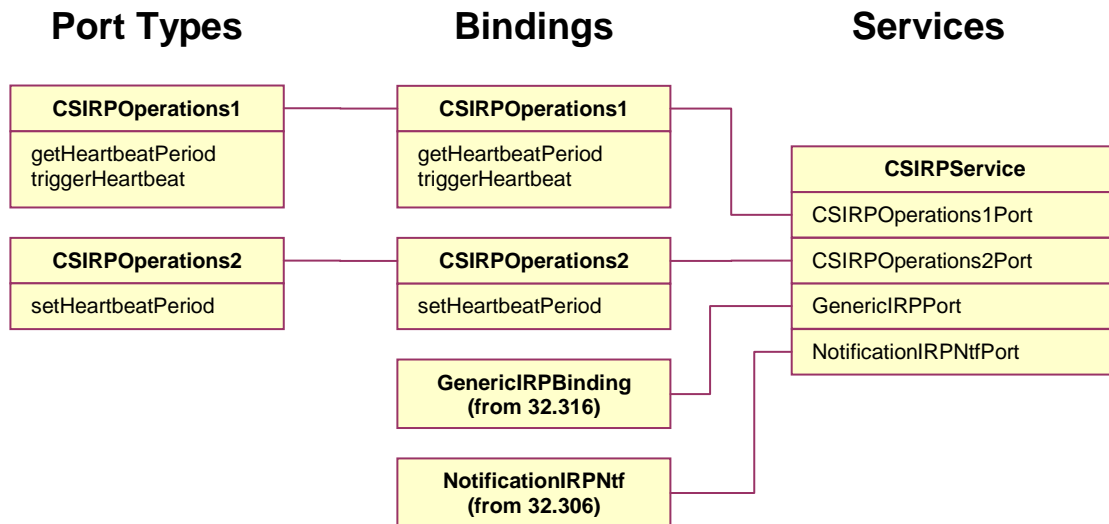 Port Types
Bindings
Services
CSIRPOperations1
getHeartbeatPeriod
triggerHeartbeat
CSIRPOperations2
setHeartbeatPeriod
CSIRPOperations1
getHeartbeatPeriod
triggerHeartbeat
CSIRPOperations2
setHeartbeatPeriod
GenericIRPBinding
(from 32.316)
NotificationIRPNtf
(from 32.306)
CSIRPService
CSIRPOperations1Port
CSIRPOperations2Port
GenericIRPPort
NotificationIRPNtfPort